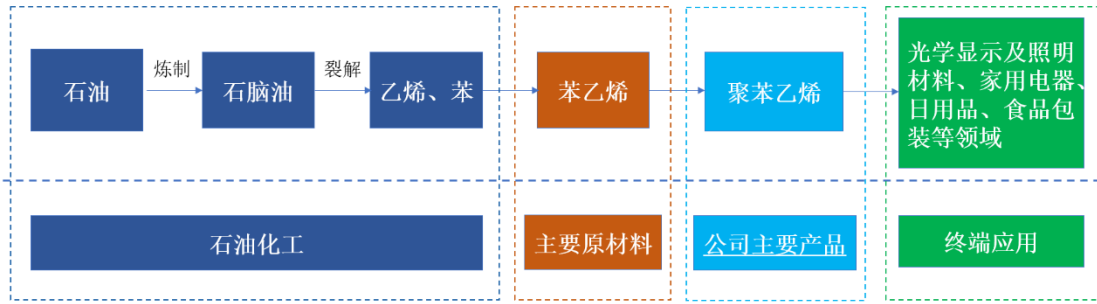 石油
炼制
石脑油
裂解
乙烯、苯
苯乙烯
聚苯乙烯
光学显示及照明
材料、家用电器、
日用品、食品包
装等领域
石油化工
主要原材料
公司主要产品
终端应用